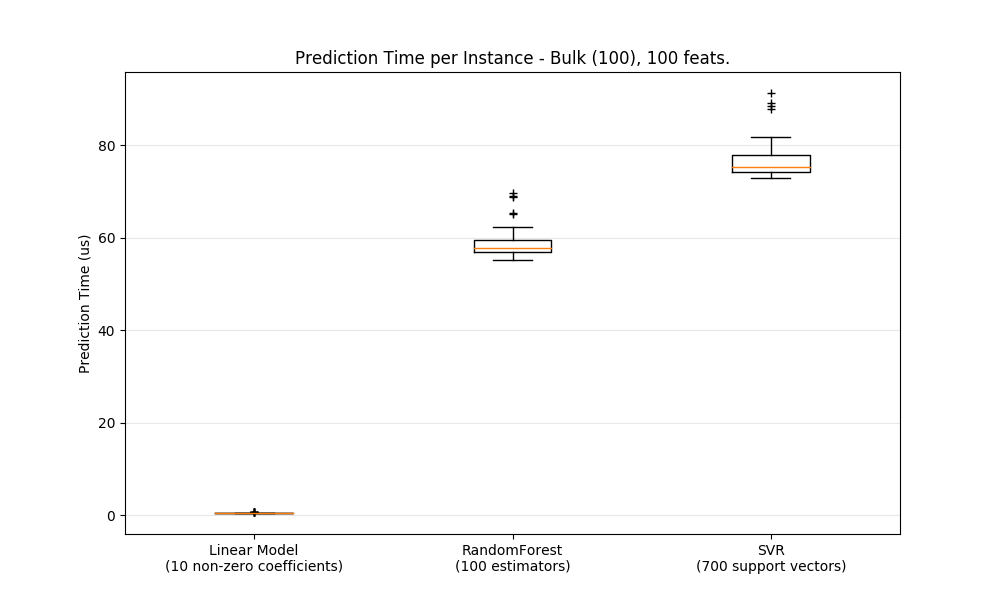 Prediction Time per Instance - Bulk (100), 100 feats.
Prediction Time (us)
80
60
40
20
0
Linear Model
(10 non-zero coefficients)
RandomForest
(100 estimators)
SVR
(700 support vectors)